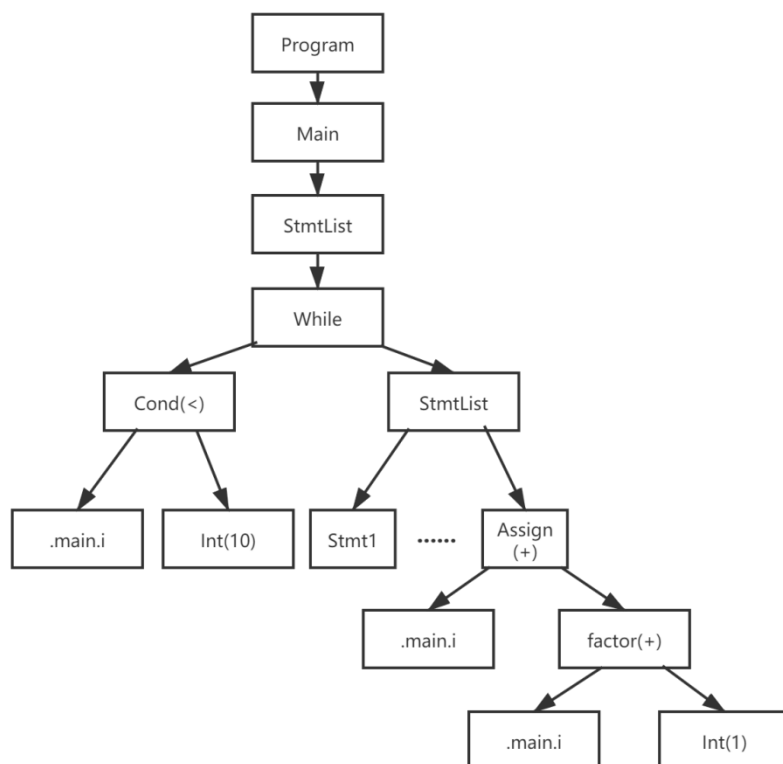 Program
Main
StmtList
While
Cond(<)
StmtList
.main.i
Int(10)
Stmt1
······
Assign
(+)
.main.i
factor(+)
.main.i
Int(1)